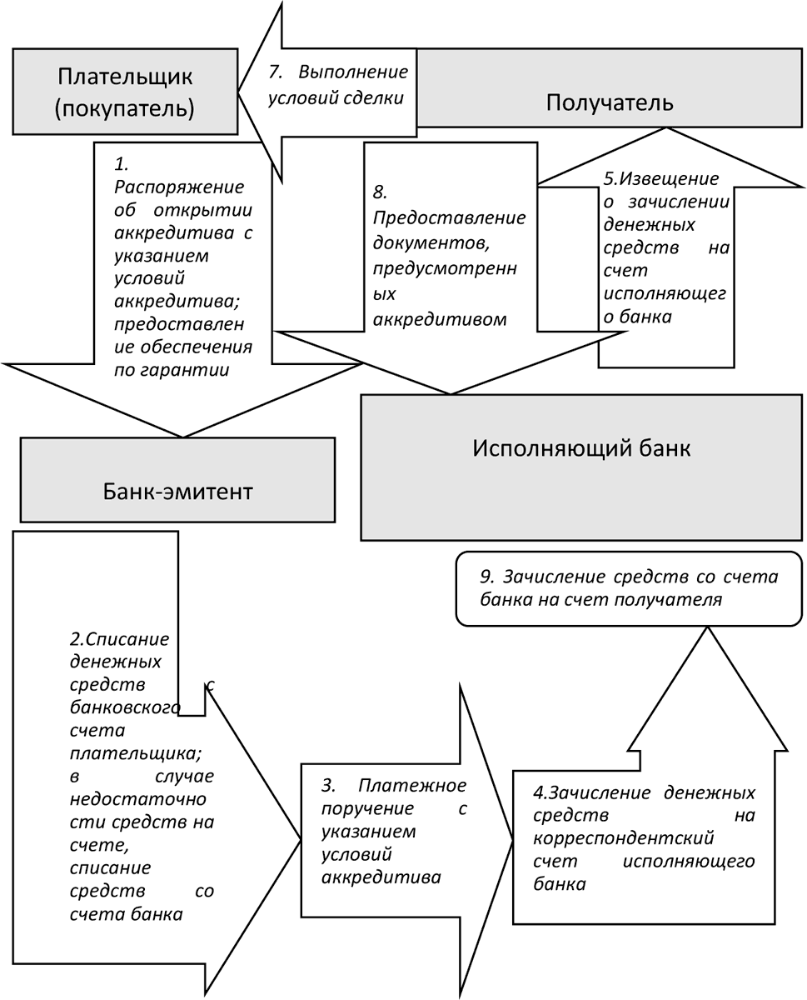 Плательщик
(покупатель)
7. Выполнение
условий сделки
Получатель
1.
Распоряжение
об открытии
аккредитива с
указанием
условий
аккредитива;
предоставлен
ие обеспечения
по гарантии
8.
Предоставление
документов,
предусмотренн
ых
аккредитивом
5.Извещение
о зачислении
денежных
средств на
счет
исполняющег
о банка
Банк-эмитент
Исполняющий банк
9. Зачисление средств со счета
банка на счет получателя
2.Списание
денежных
средств с
банковского
счета
плательщика;
в случае
недостаточно
сти средств на
счете,
списание
средств со
счета банка
3. Платежное
поручение с
указанием
условий
аккредитива
4.Зачисление денежных
средств на
корреспондентский
счет исполняющего
банка